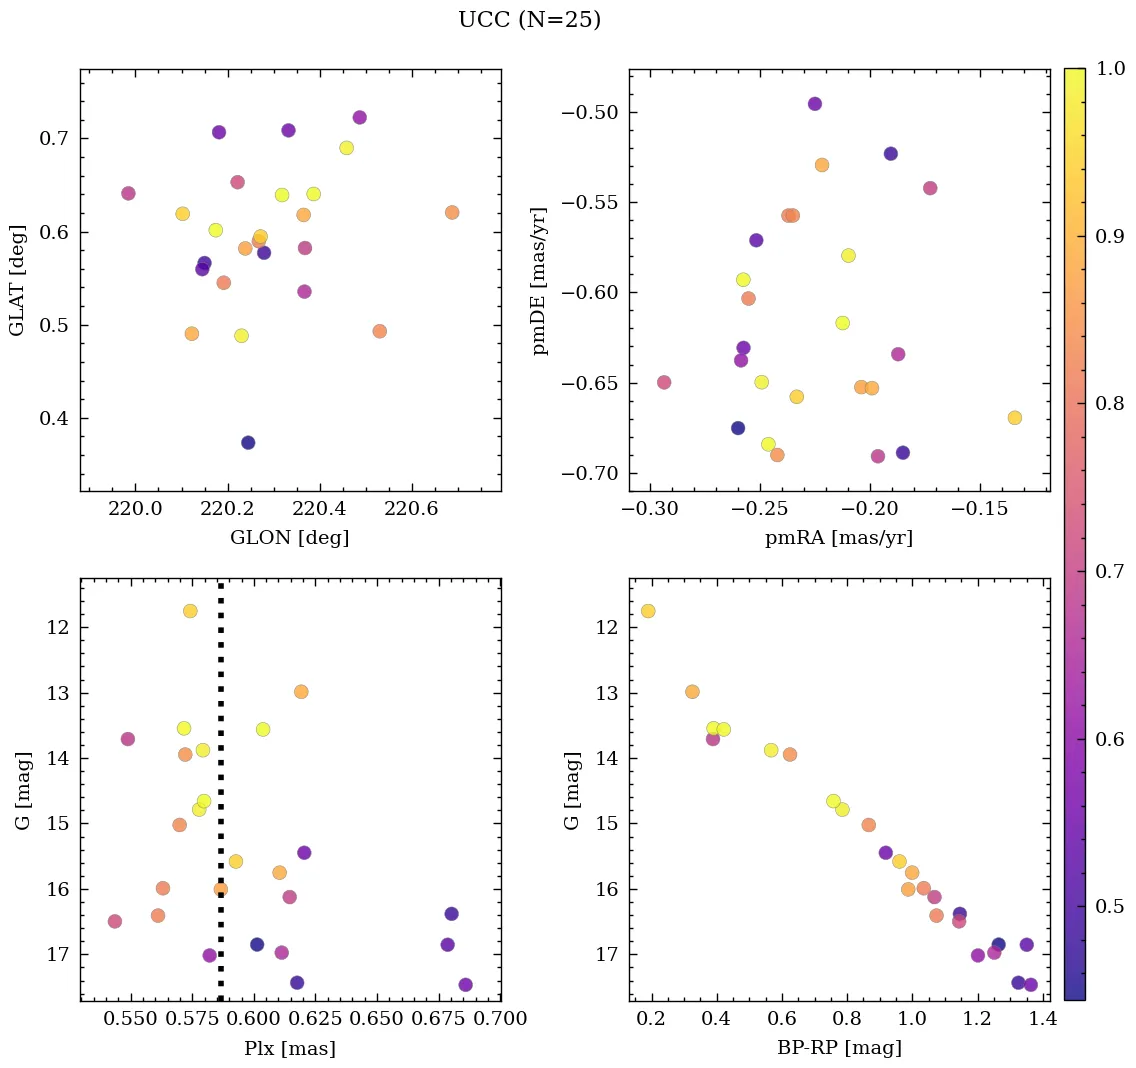 UCC (N=25)
0.7
0.6
0.5
0.4
GLAT [deg]
220.0 220.2 220.4 220.6
GLON [deg]
−0.50
−0.55
−0.60
−0.65
−0.70
pmDE [mas/yr]
−0.30 −0.25 −0.20 −0.15
pmRA [mas/yr]
12
13
14
15
16
17
G [mag]
0.550 0.575 0.600 0.625 0.650 0.675 0.700
Plx [mas]
12
13
14
15
16
17
G [mag]
0.2 0.4 0.6 0.8 1.0 1.2 1.4
BP-RP [mag]
1.0
0.9
0.8
0.7
0.6
0.5